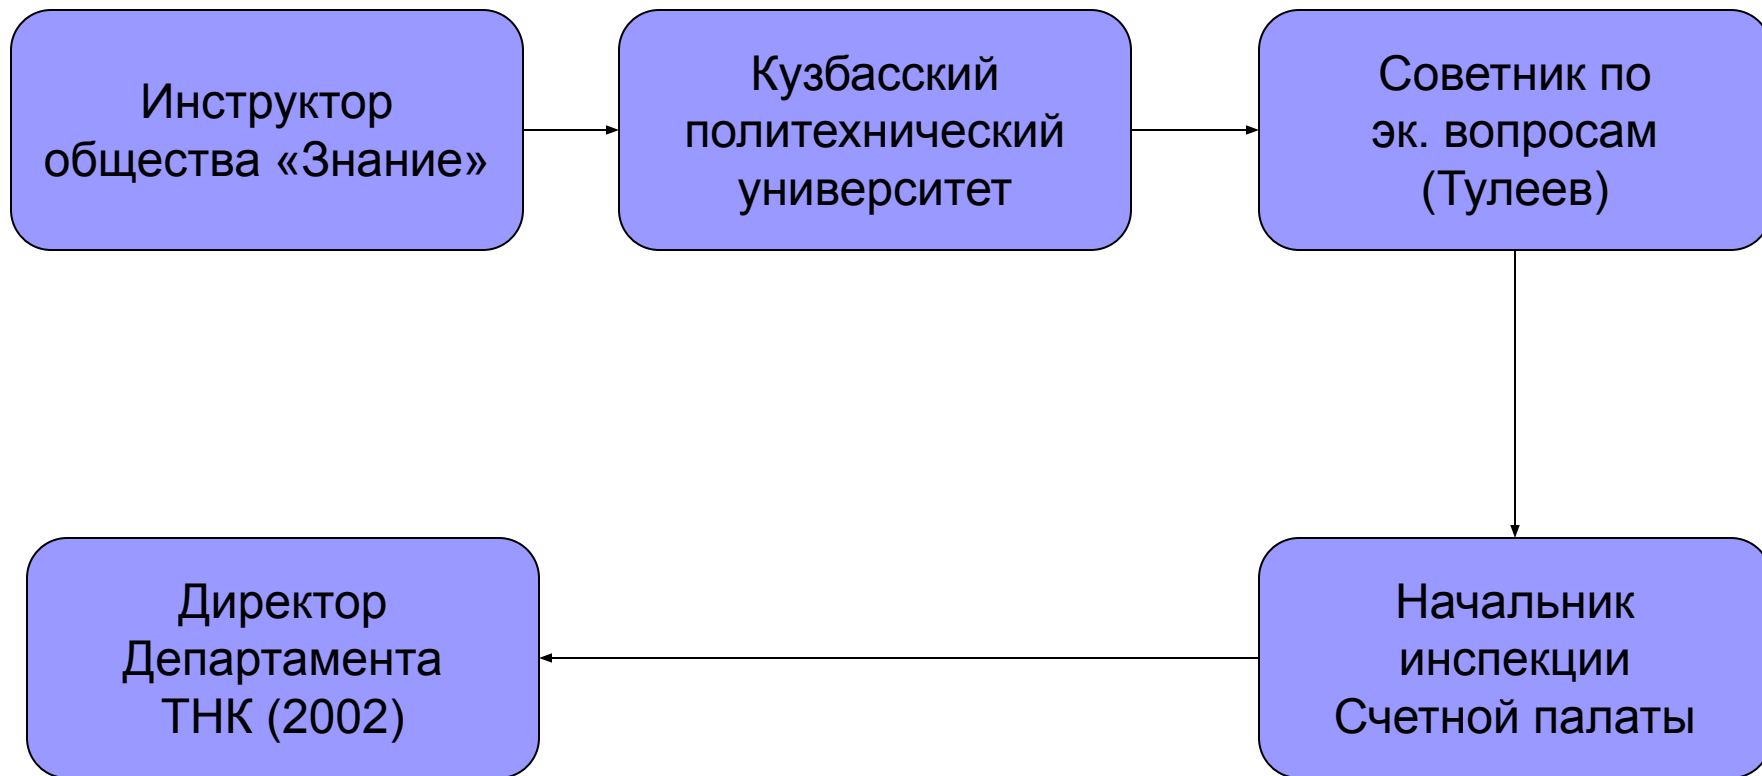 Инструктор
общества «Знание»
Кузбасский
политехнический
университет
Советник по
эк. вопросам
(Тулеев)
Директор
Департамента
ТНК (2002)
Начальник
инспекции
Счетной палаты